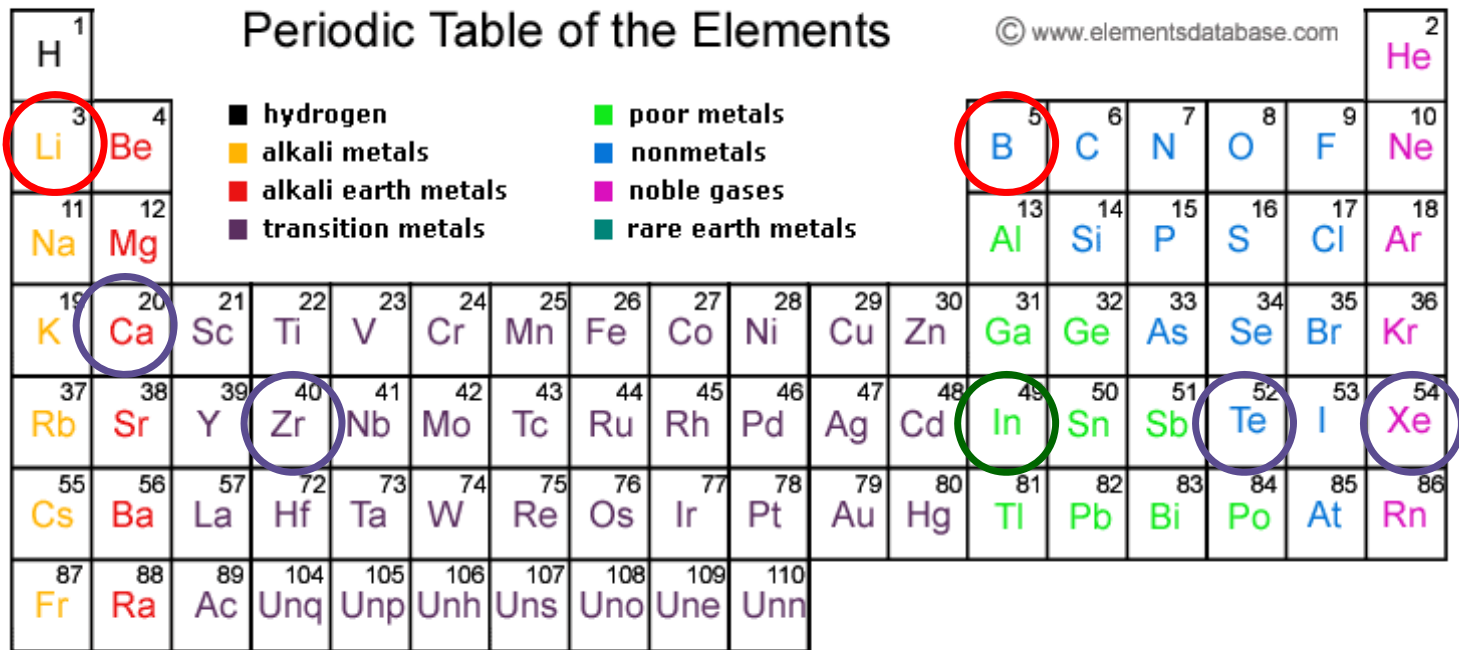 Periodic Table of the Elements
© www.elementsdatabase.com
hydrogen
alkali metals
alkali earth metals
transition metals
poor metals
nonmetals
noble gases
rare earth metals
1 2
H He
3 4 5 6 7 8 9 10
Li Be B C N O F Ne
11 12 13 14 15 16 17 18
Na Mg Al Si P S Cl Ar
19 20 21 22 23 24 25 26 27 28 29 30 31 32 33 34 35 36
K Ca Sc Ti V Cr Mn Fe Co Ni Cu Zn Ga Ge As Se Br Kr
37 38 39 40 41 42 43 44 45 46 47 48 49 50 51 52 53 54
Rb Sr Y Zr Nb Mo Tc Ru Rh Pd Ag Cd In Sn Sb Te I Xe
55 56 57 72 73 74 75 76 77 78 79 80 81 82 83 84 85 86
Cs Ba La Hf Ta W Re Os Ir Pt Au Hg Tl Pb Bi Po At Rn
87 88 89 104 105 106 107 108 109 110
Fr Ra Ac Unq Unp Unh Uns Uno Une Unn